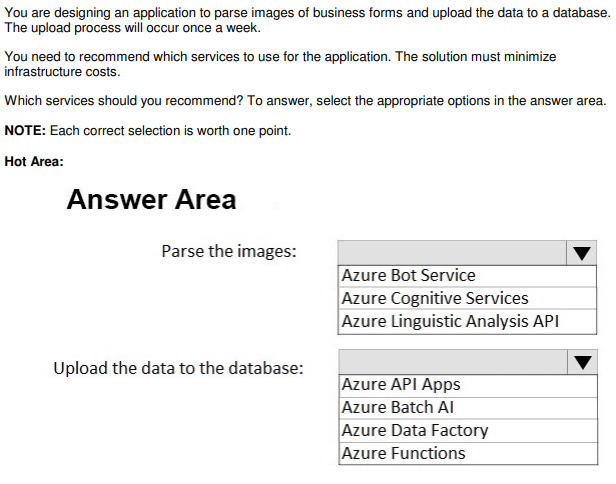 You are designing an application to parse images of business forms and upload the data to a database.
The upload process will occur once a week.
You need to recommend which services to use for the application. The solution must minimize
infrastructure costs.
Which services should you recommend? To answer, select the appropriate options in the answer area.
NOTE: Each correct selection is worth one point.
Hot Area:
Answer Area
Parse the images:
Azure Bot Service
Azure Cognitive Services
Azure Linguistic Analysis API
Upload the data to the database:
Azure API Apps
Azure Batch AI
Azure Data Factory
Azure Functions